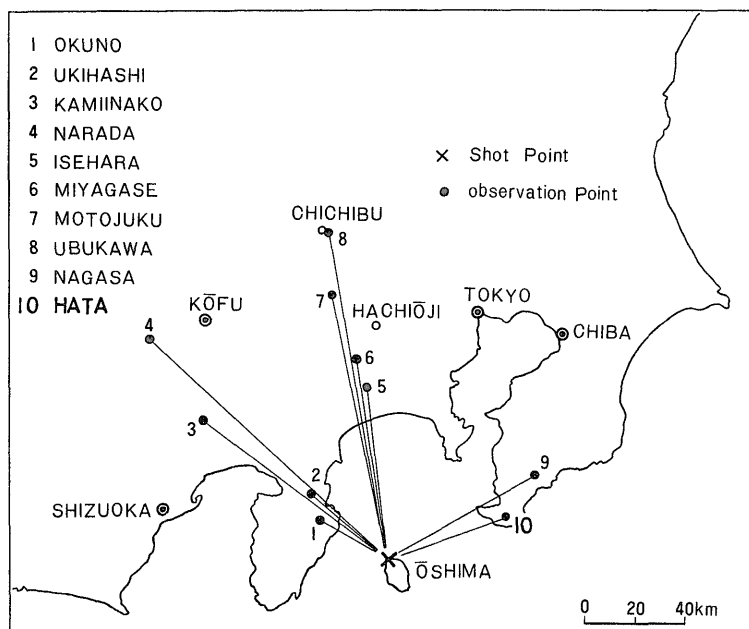 1 OKUNO
2 UKIHASHI
3 KAMIINAKO
4 NARADA
5 ISEHARA
6 MIYAGASE
7 MOTOJUKU
8 UBUKAWA
9 NAGASA
10 HATA
× Shot Point
observation Point
CHICHIBU
8
7
KŌFU
HACHIŌJI
TOKYO
CHIBA
4
6
5
3
2
9
SHIZUOKA
1
10
ŌSHIMA
0 20 40km